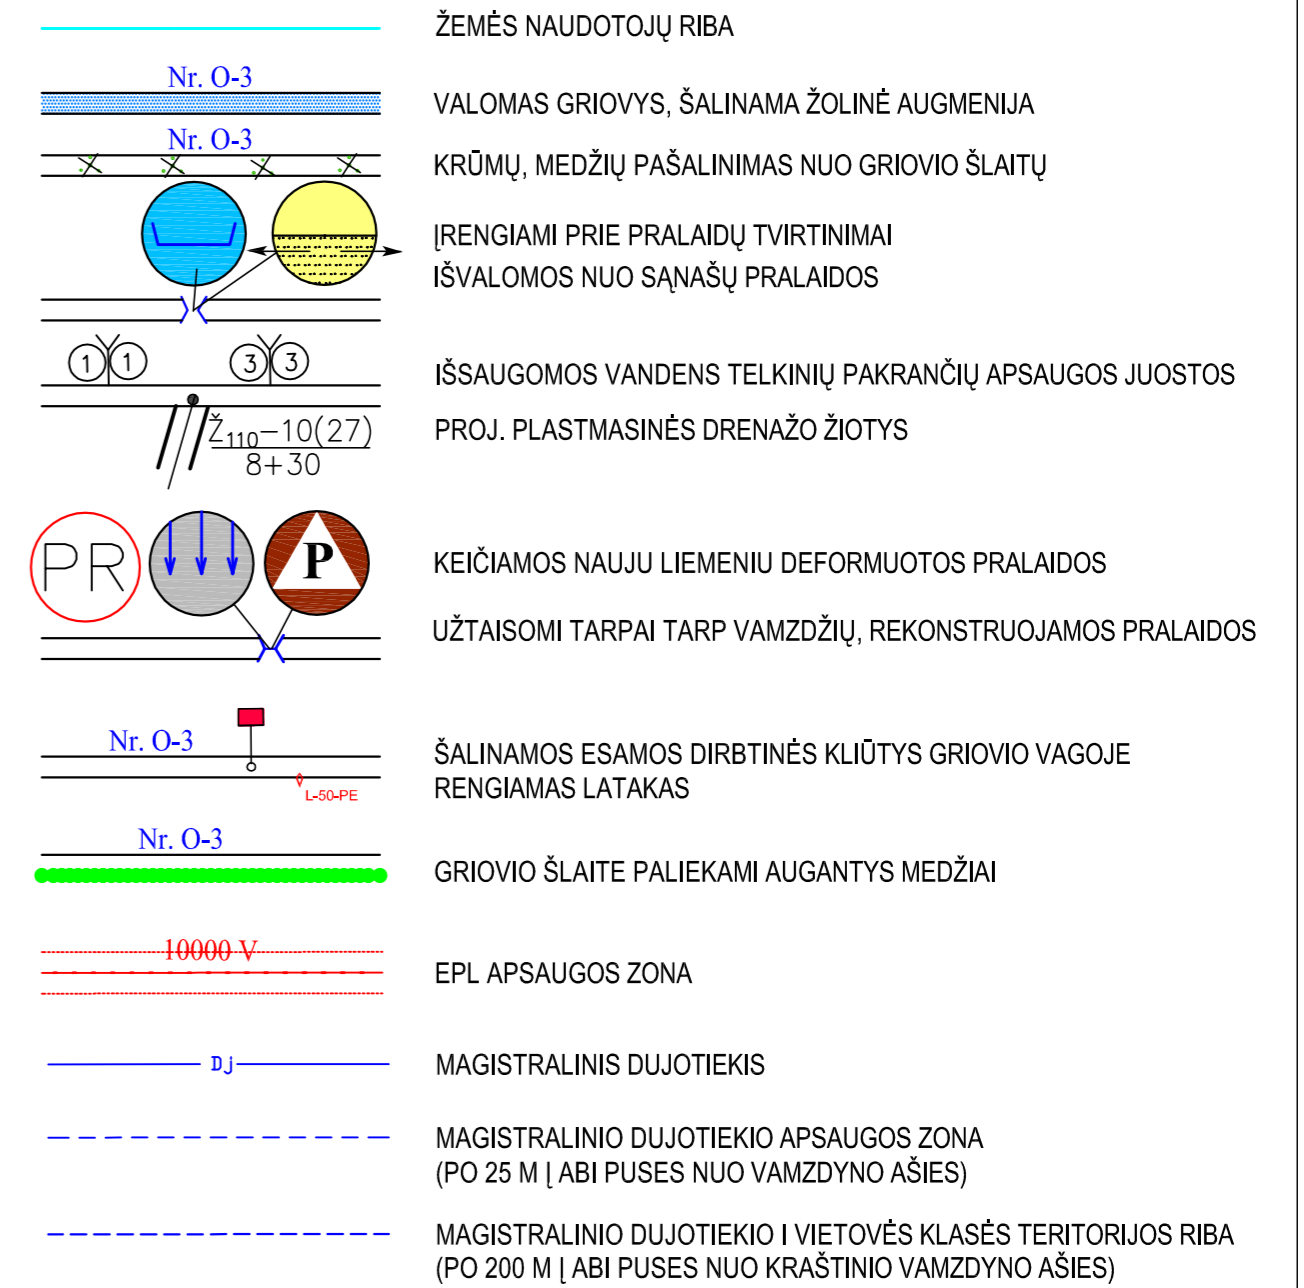 ŽEMĖS NAUDOTOJŲ RIBA
Nr. O-3
VALOMAS GRIOVYS, ŠALINAMA ŽOLINĖ AUGMENIJA
Nr. O-3
KRŪMŲ, MEDŽIŲ PAŠALINIMAS NUO GRIOVIO ŠLAITŲ
ĮRENGIAMI PRIE PRALAIDŲ TVIRTINIMAI
IŠVALOMOS NUO SĄNAŠŲ PRALAIDOS
1 1 3 3
IŠSAUGOMOS VANDENS TELKINIŲ PAKRANČIŲ APSAUGOS JUOSTOS
Ž110-10(27)
8+30
PROJ. PLASTMASINĖS DRENAŽO ŽIOTYS
PR P
KEIČIAMOS NAUJU LIEMENIU DEFORMUOTOS PRALAIDOS
UŽTAISOMI TARPAI TARP VAMZDŽIŲ, REKONSTRUOJAMOS PRALAIDOS
Nr. O-3
L-50-PE
ŠALINAMOS ESAMOS DIRBTINĖS KLIŪTYS GRIOVIO VAGOJE
RENGIAMAS LATAKAS
Nr. O-3
GRIOVIO ŠLAITE PALIEKAMI AUGANTYS MEDŽIAI
10000 V
EPL APSAUGOS ZONA
Dj
MAGISTRALINIS DUJOTIEKIS
MAGISTRALINIO DUJOTIEKIO APSAUGOS ZONA
(PO 25 M Į ABI PUSES NUO VAMZDYNO AŠIES)
MAGISTRALINIO DUJOTIEKIO I VIETOVĖS KLASĖS TERITORIJOS RIBA
(PO 200 M Į ABI PUSES NUO KRAŠTINIO VAMZDYNO AŠIES)